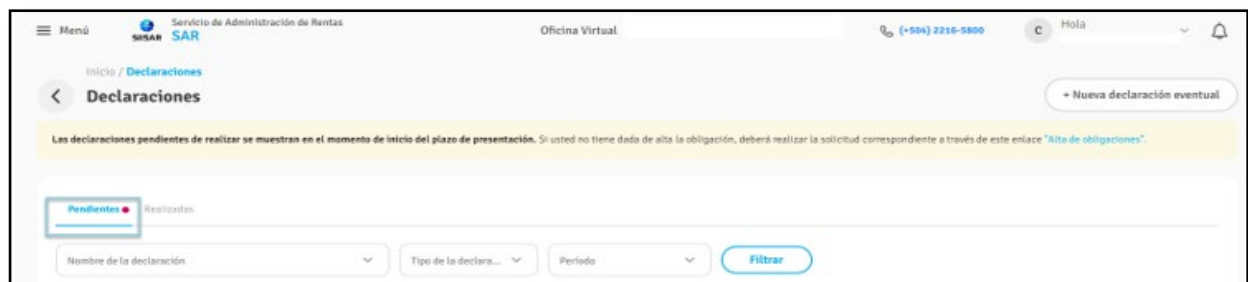 Menú
SISAR
Servicio de Administración de Rentas
SAR
Oficina Virtual
(+504) 2216-5800
C
Hola
Inicio / Declaraciones
Declaraciones
+ Nueva declaración eventual
Las declaraciones pendientes de realizar se muestran en el momento de inicio del plazo de presentación. Si usted no tiene dada de alta la obligación, deberá realizar la solicitud correspondiente a través de este enlace "Alta de obligaciones".
Pendientes
Realizadas
Nombre de la declaración
Tipo de la declara...
Período
Filtrar